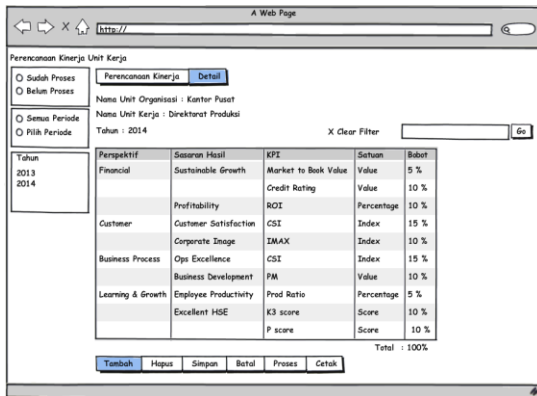 A Web Page
http://
Perencanaan Kinerja Unit Kerja
Sudah Proses
Belum Proses
Semua Periode
Pilih Periode
Tahun
2013
2014
Perencanaan Kinerja Detail
Nama Unit Organisasi : Kantor Pusat
Nama Unit Kerja : Direktorat Produksi
Tahun : 2014 X Clear Filter Go
Perspektif Sasaran Hasil KPI Satuan Bobot
Financial Sustainable Growth Market to Book Value Value 5 %
Credit Rating Value 10 %
Profitability ROI Percentage 10 %
Customer Customer Satisfaction CSI Index 15 %
Corporate Image IMAX Index 10 %
Business Process Ops Excellence CSI Index 15 %
Business Development PM Value 10 %
Learning & Growth Employee Productivity Prod Ratio Percentage 5 %
Excellent HSE K3 score Score 10 %
P score Score 10 %
Total : 100%
Tambah Hapus Simpan Batal Proses Cetak